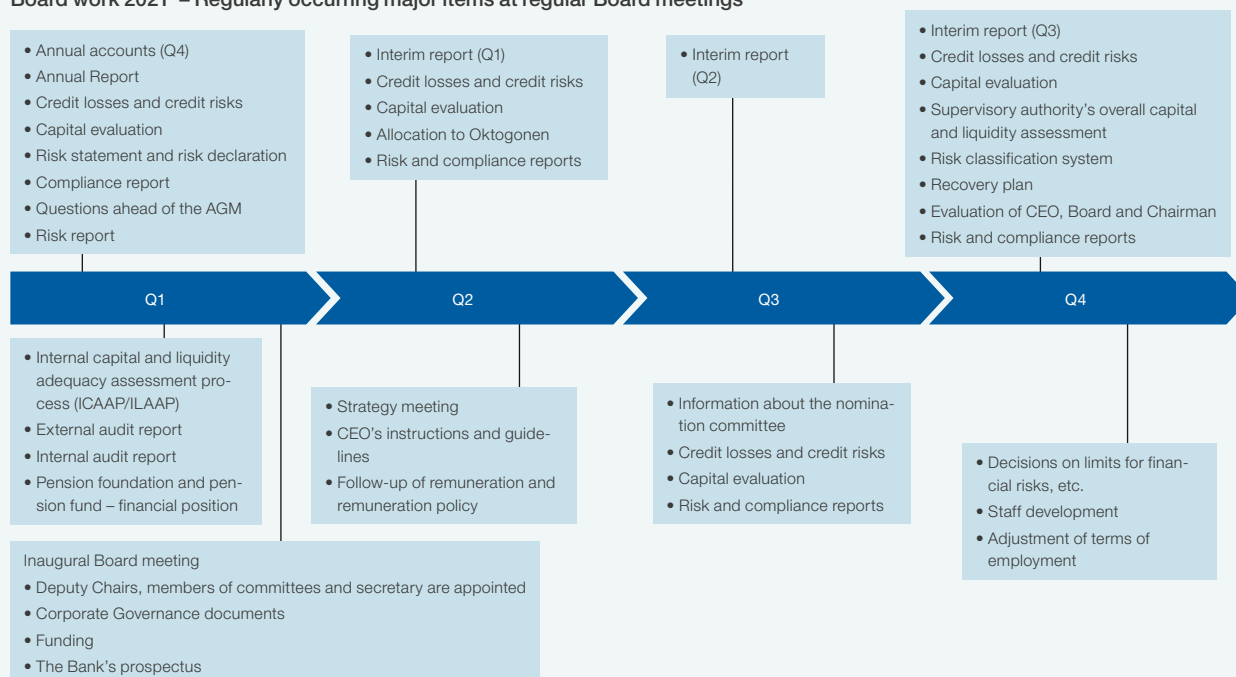 Board work 2021 – Regularly occurring major items at regular Board meetings
• Annual accounts (Q4)
• Annual Report
• Credit losses and credit risks
• Capital evaluation
• Risk statement and risk declaration
• Compliance report
• Questions ahead of the AGM
• Risk report
• Interim report (Q1)
• Credit losses and credit risks
• Capital evaluation
• Allocation to Oktogonen
• Risk and compliance reports
• Interim report
(Q2)
• Interim report (Q3)
• Credit losses and credit risks
• Capital evaluation
• Supervisory authority’s overall capital
and liquidity assessment
• Risk classification system
• Recovery plan
• Evaluation of CEO, Board and Chairman
• Risk and compliance reports
Q1
Q2
Q3
Q4
• Internal capital and liquidity
adequacy assessment pro-
cess (ICAAP/ILAAP)
• External audit report
• Internal audit report
• Pension foundation and pen-
sion fund – financial position
• Strategy meeting
• CEO’s instructions and guide-
lines
• Follow-up of remuneration and
remuneration policy
• Information about the nomina-
tion committee
• Credit losses and credit risks
• Capital evaluation
• Risk and compliance reports
• Decisions on limits for finan-
cial risks, etc.
• Staff development
• Adjustment of terms of
employment
Inaugural Board meeting
• Deputy Chairs, members of committees and secretary are appointed
• Corporate Governance documents
• Funding
• The Bank’s prospectus